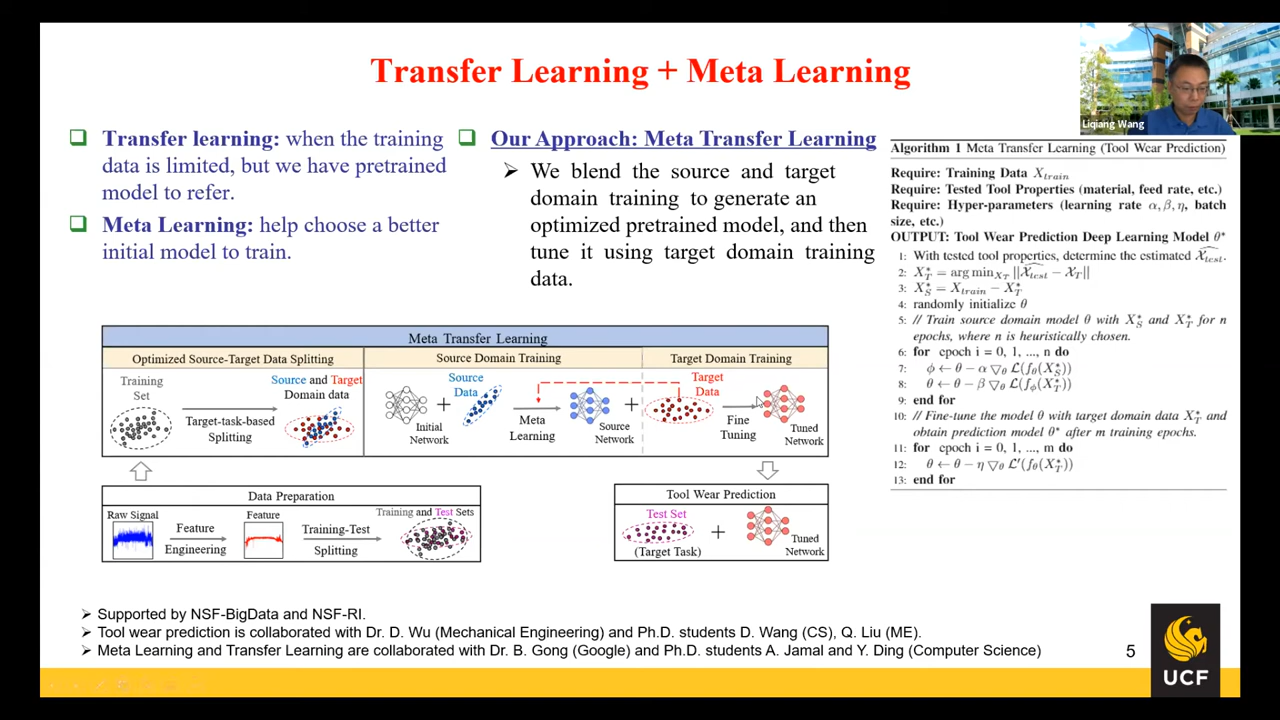 Transfer Learning + Meta Learning
Liqiang Wang
❑ Transfer learning: when the training
data is limited, but we have pretrained
model to refer.
❑ Meta Learning: help choose a better
initial model to train.
❑ Our Approach: Meta Transfer Learning
➢ We blend the source and target
domain training to generate an
optimized pretrained model, and then
tune it using target domain training
data.
Algorithm 1 Meta Transfer Learning (Tool Wear Prediction)
Require: Training Data X_train
Require: Tested Tool Properties (material, feed rate, etc.)
Require: Hyper-parameters (learning rate α, β, η, batch
size, etc.)
OUTPUT: Tool Wear Prediction Deep Learning Model θ*
1: With tested tool properties, determine the estimated X̂_test.
2: X*_T = arg min_{X_T} ||X̂_test − X_T||
3: X*_S = X_train − X*_T
4: randomly initialize θ
5: // Train source domain model θ with X*_S and X*_T for n
epochs, where n is heuristically chosen.
6: for epoch i = 0, 1, ..., n do
7: ϕ ← θ − α ▽_θ L(f_θ(X*_S))
8: θ ← θ − β ▽_θ L(f_ϕ(X*_T))
9: end for
10: // Fine-tune the model θ with target domain data X*_T and
obtain prediction model θ* after m training epochs.
11: for epoch i = 0, 1, ..., m do
12: θ ← θ − η ▽_θ L′(f_θ(X*_T))
13: end for
Meta Transfer Learning
Optimized Source-Target Data Splitting
Source Domain Training
Target Domain Training
Training
Set
Target-task-based
Splitting
Source and Target
Domain data
Initial
Network
+
Source
Data
Meta
Learning
Source
Network
+
Target
Data
Fine
Tuning
Tuned
Network
Data Preparation
Raw Signal
Feature
Engineering
Feature
Training-Test
Splitting
Training and Test Sets
Tool Wear Prediction
Test Set
(Target Task)
+
Tuned
Network
➢ Supported by NSF-BigData and NSF-RI.
➢ Tool wear prediction is collaborated with Dr. D. Wu (Mechanical Engineering) and Ph.D. students D. Wang (CS), Q. Liu (ME).
➢ Meta Learning and Transfer Learning are collaborated with Dr. B. Gong (Google) and Ph.D. students A. Jamal and Y. Ding (Computer Science)
5
UCF